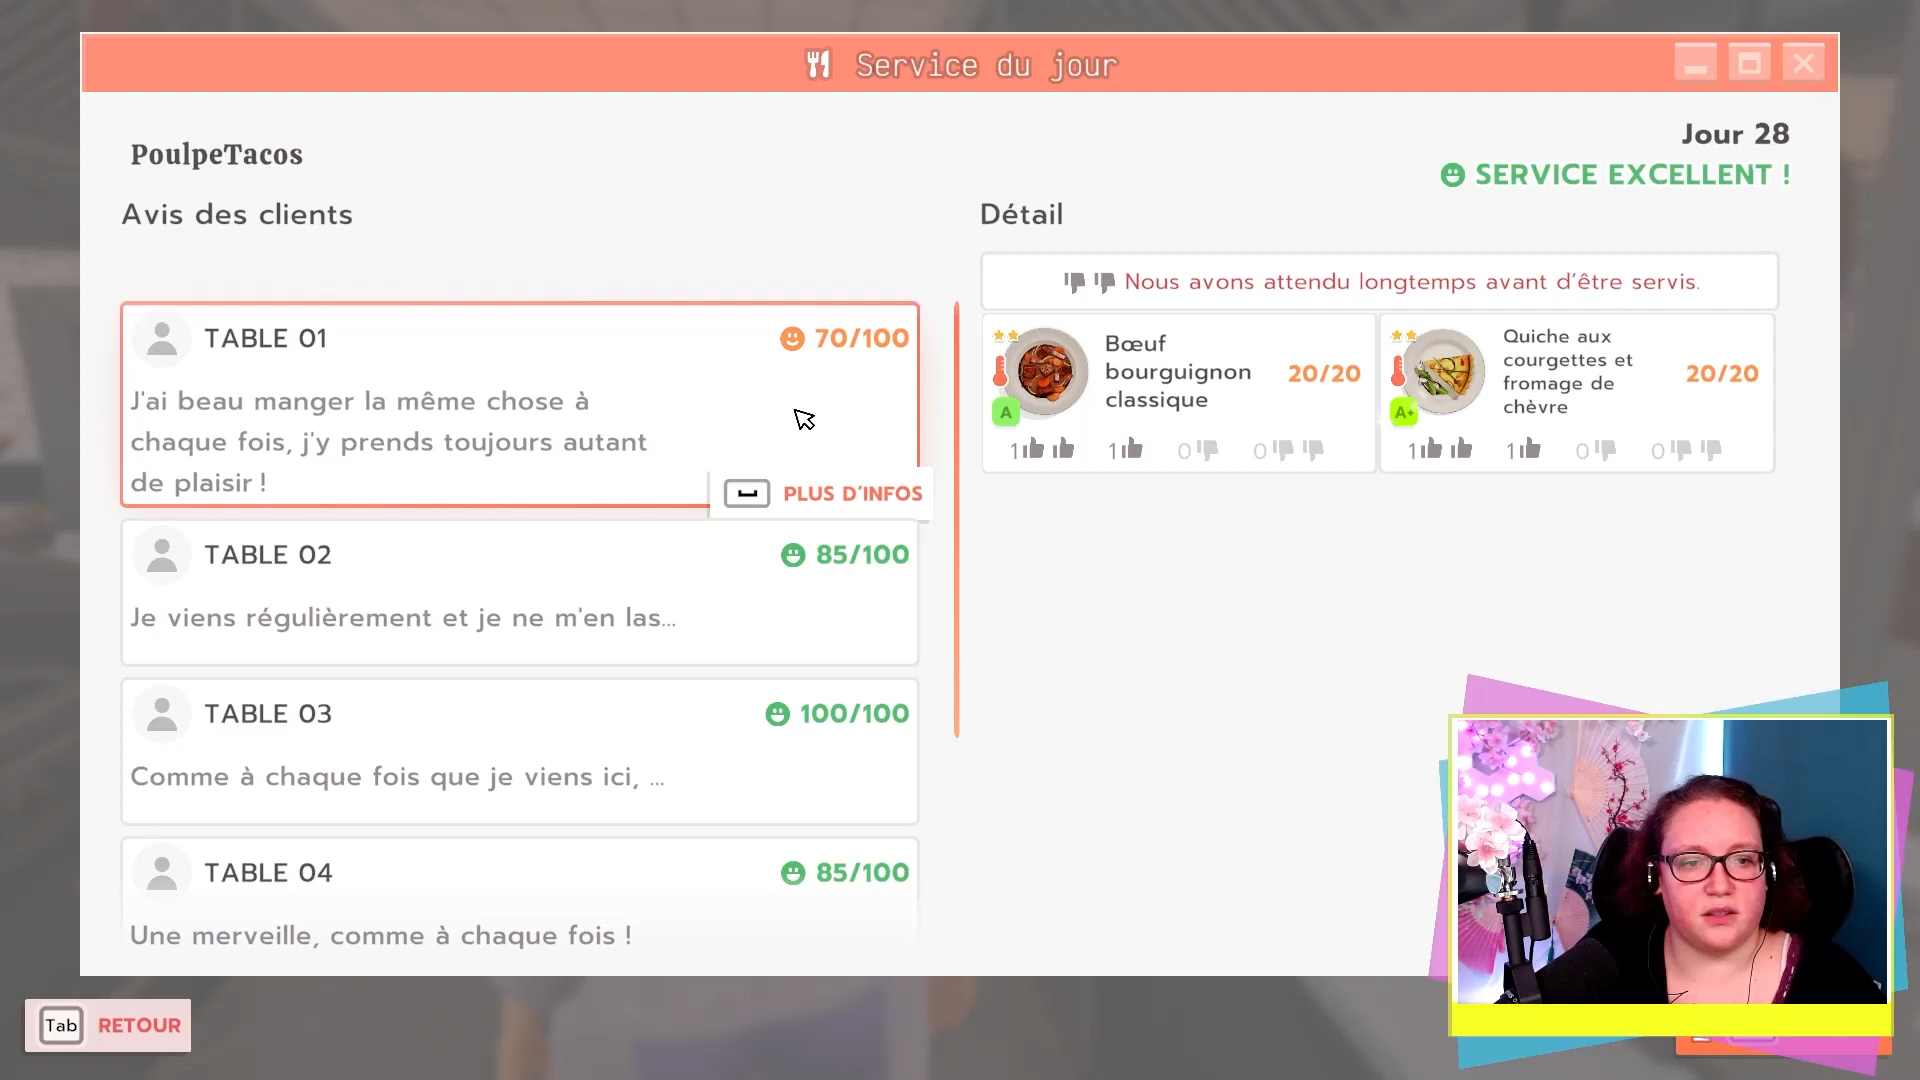 Service du jour
PoulpeTacos
Jour 28
SERVICE EXCELLENT !
Avis des clients
Détail
TABLE 01
70/100
J'ai beau manger la même chose à
chaque fois, j'y prends toujours autant
de plaisir !
PLUS D'INFOS
TABLE 02
85/100
Je viens régulièrement et je ne m'en las...
TABLE 03
100/100
Comme à chaque fois que je viens ici, ...
TABLE 04
85/100
Une merveille, comme à chaque fois !
Nous avons attendu longtemps avant d'être servis.
Bœuf
bourguignon
classique
20/20
A
1 1 0 0
Quiche aux
courgettes et
fromage de
chèvre
20/20
A+
1 1 0 0
Tab RETOUR